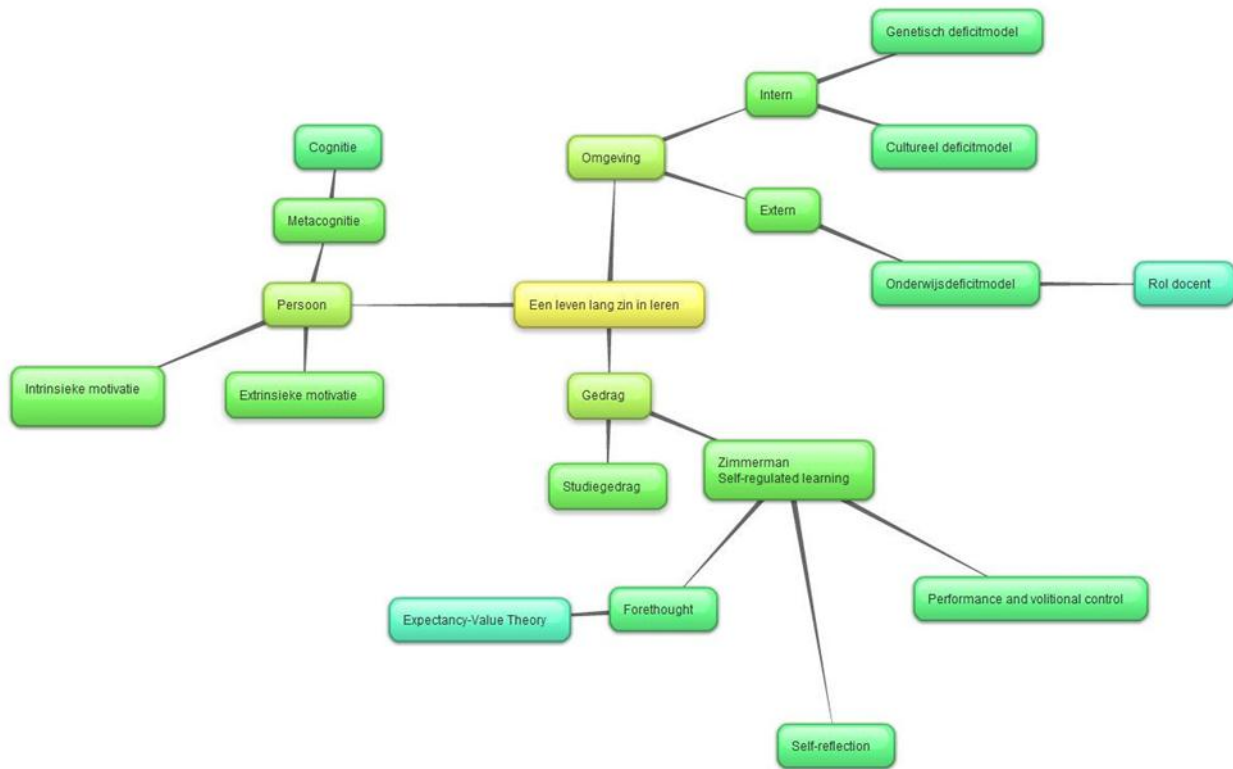 Genetisch deficitmodel
Intern
Cultureel deficitmodel
Omgeving
Cognitie
Metacognitie
Extern
Onderwijsdeficitmodel
Rol docent
Een leven lang zin in leren
Persoon
Intrinsieke motivatie
Extrinsieke motivatie
Gedrag
Studiegedrag
Zimmerman
Self-regulated learning
Performance and volitional control
Forethought
Expectancy-Value Theory
Self-reflection